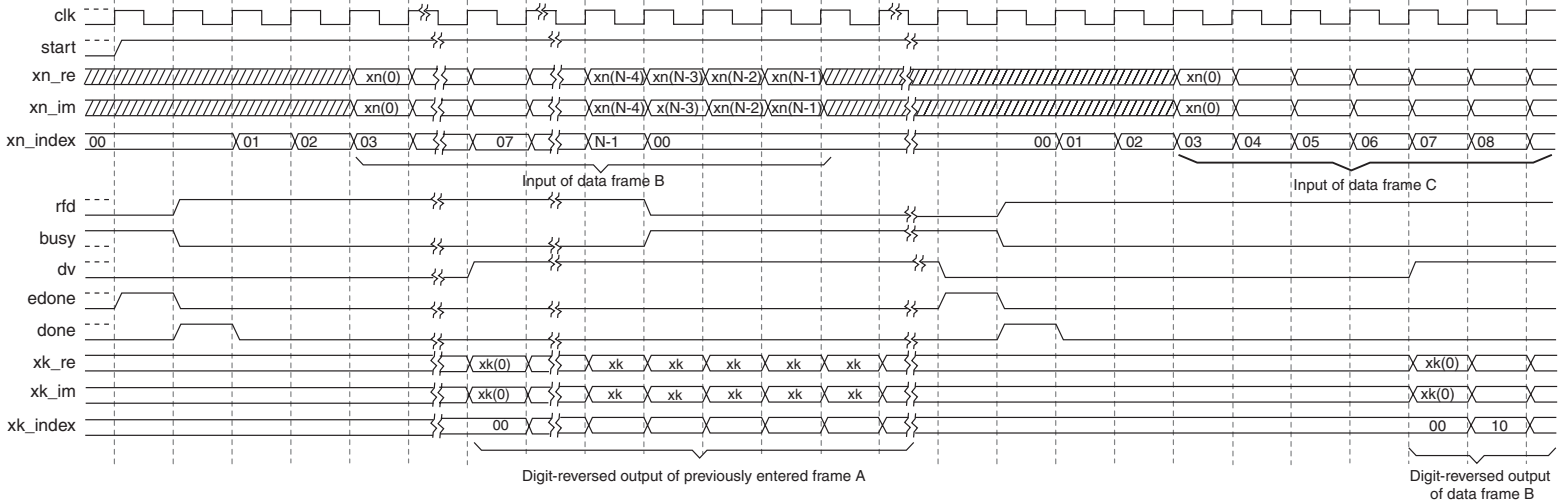 clk
start
xn_re xn(0) xn(N-4) xn(N-3) xn(N-2) xn(N-1) xn(0)
xn_im xn(0) xn(N-4) x(N-3) xn(N-2) xn(N-1) xn(0)
xn_index 00 01 02 03 07 N-1 00 00 01 02 03 04 05 06 07 08
Input of data frame B Input of data frame C
rfd
busy
dv
edone
done
xk_re xk(0) xk xk xk xk xk xk(0)
xk_im xk(0) xk xk xk xk xk xk(0)
xk_index 00 00 10
Digit-reversed output of previously entered frame A
Digit-reversed output
of data frame B